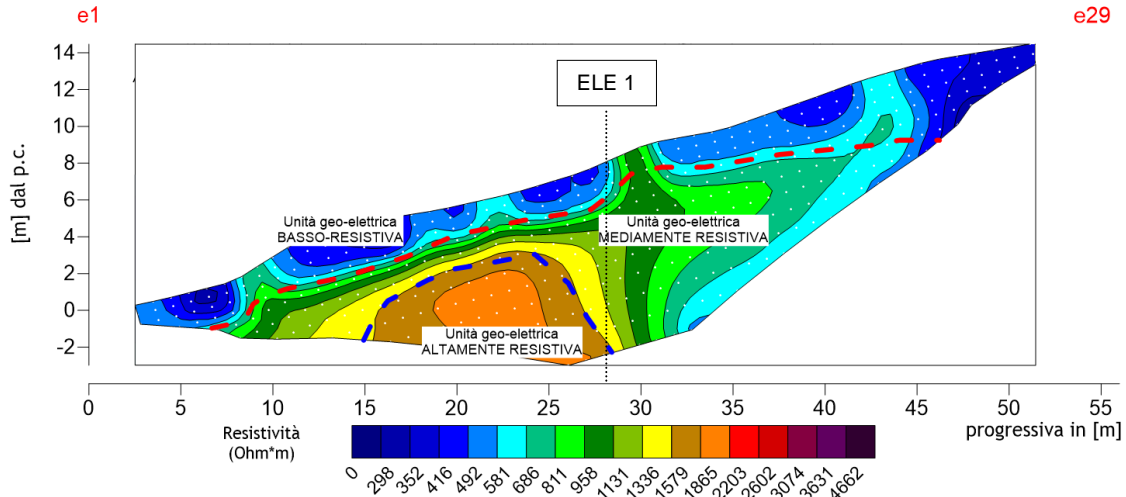 e1
e29
ELE 1
14
12
10
8
6
4
2
0
-2
[m] dal p.c.
Unità geo-elettrica
BASSO-RESISTIVA
Unità geo-elettrica
MEDIAMENTE RESISTIVA
Unità geo-elettrica
ALTAMENTE RESISTIVA
0 5 10 15 20 25 30 35 40 45 50 55
progressiva in [m]
Resistività
(Ohm*m)
0 298 352 416 492 581 686 811 958 1131 1336 1579 1865 2203 2602 3074 3631 4662